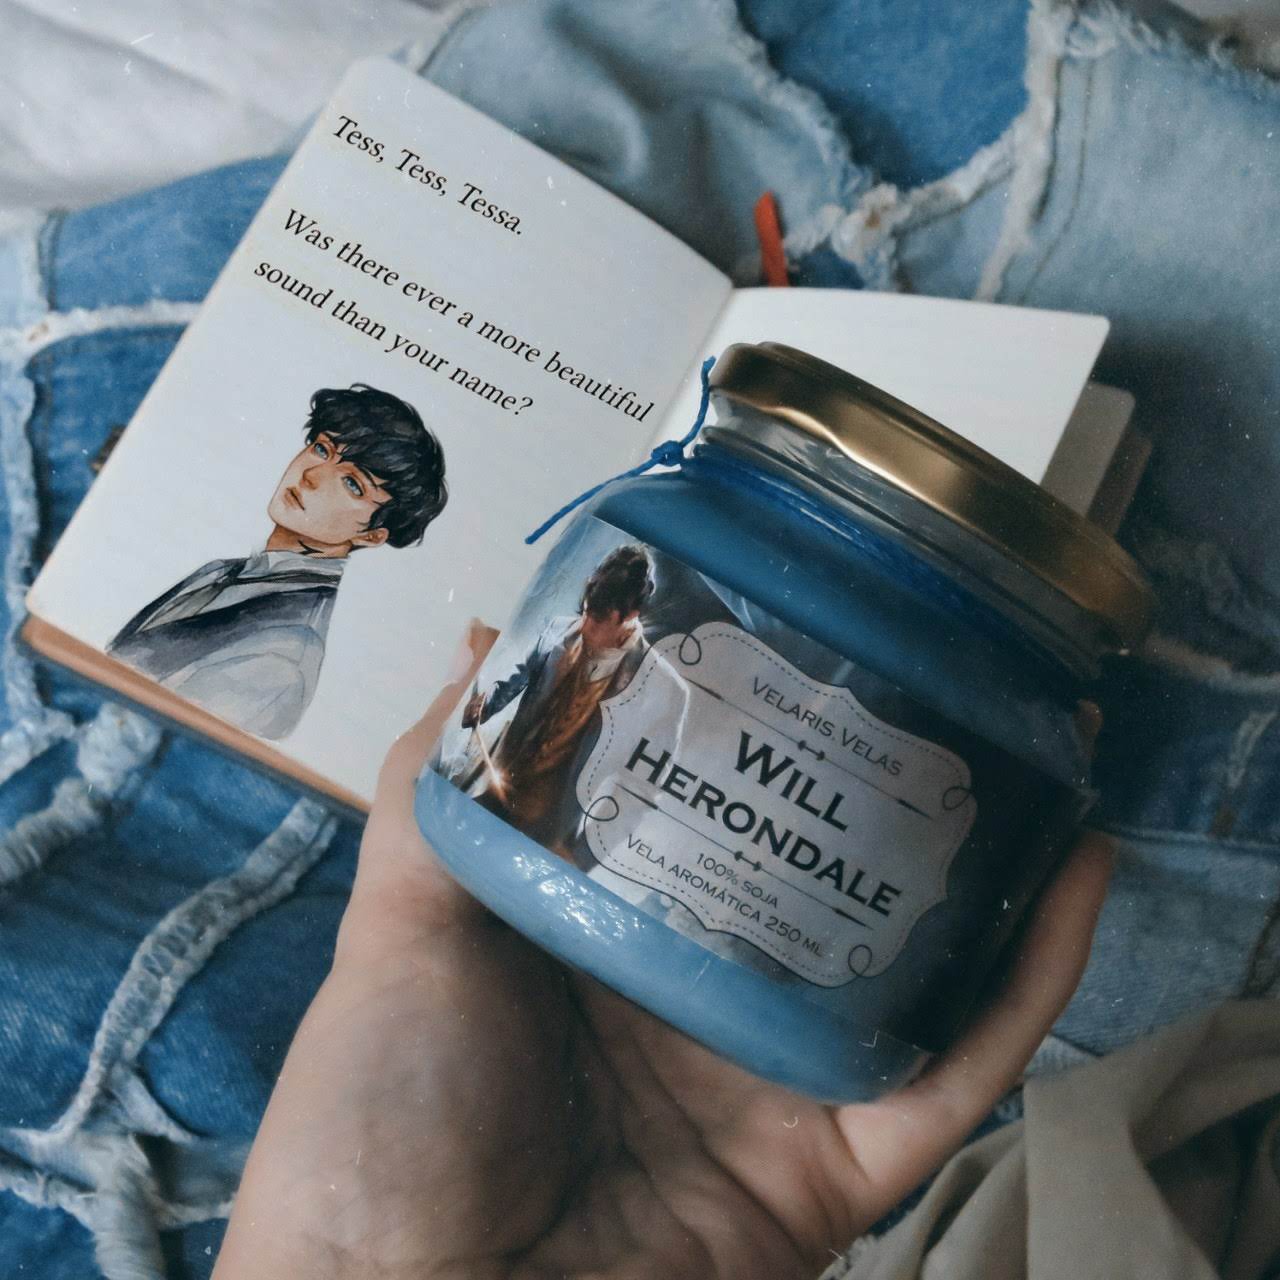 Tess, Tess, Tessa.
Was there ever a more beautiful
sound than your name?
VELARIS VELAS
WILL
HERONDALE
100% SOJA
VELA AROMÁTICA 250 ML